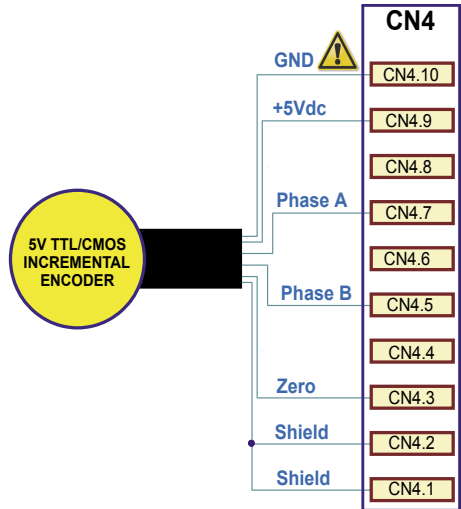 CN4
GND
CN4.10
+5Vdc
CN4.9
CN4.8
Phase A
CN4.7
5V TTL/CMOS
INCREMENTAL
ENCODER
CN4.6
Phase B
CN4.5
CN4.4
Zero
CN4.3
Shield
CN4.2
Shield
CN4.1